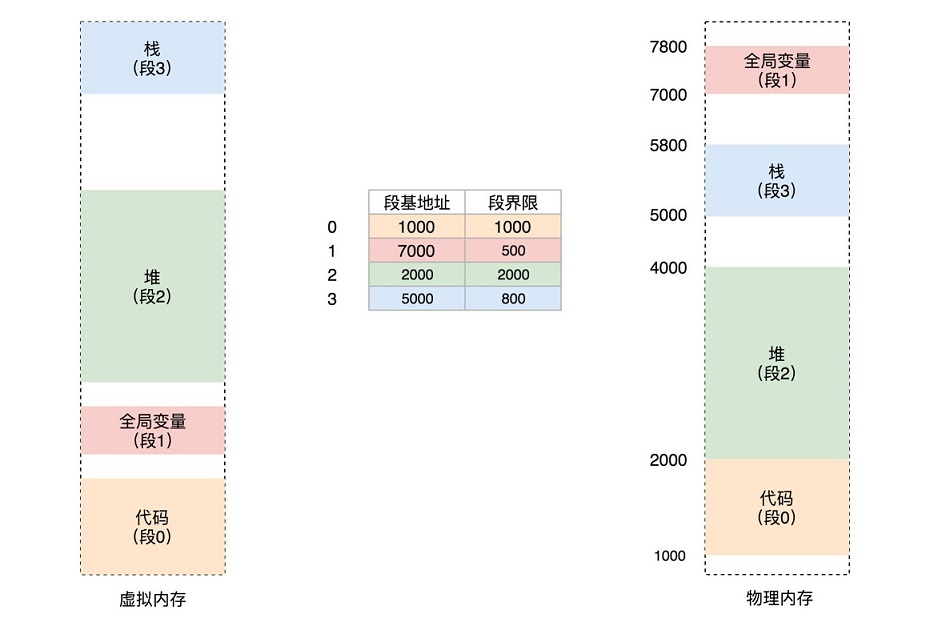 栈
（段3）
堆
（段2）
全局变量
（段1）
代码
（段0）
虚拟内存
段基地址 段界限
0 1000 1000
1 7000 500
2 2000 2000
3 5000 800
7800
全局变量
（段1）
7000
5800
栈
（段3）
5000
4000
堆
（段2）
2000
代码
（段0）
1000
物理内存